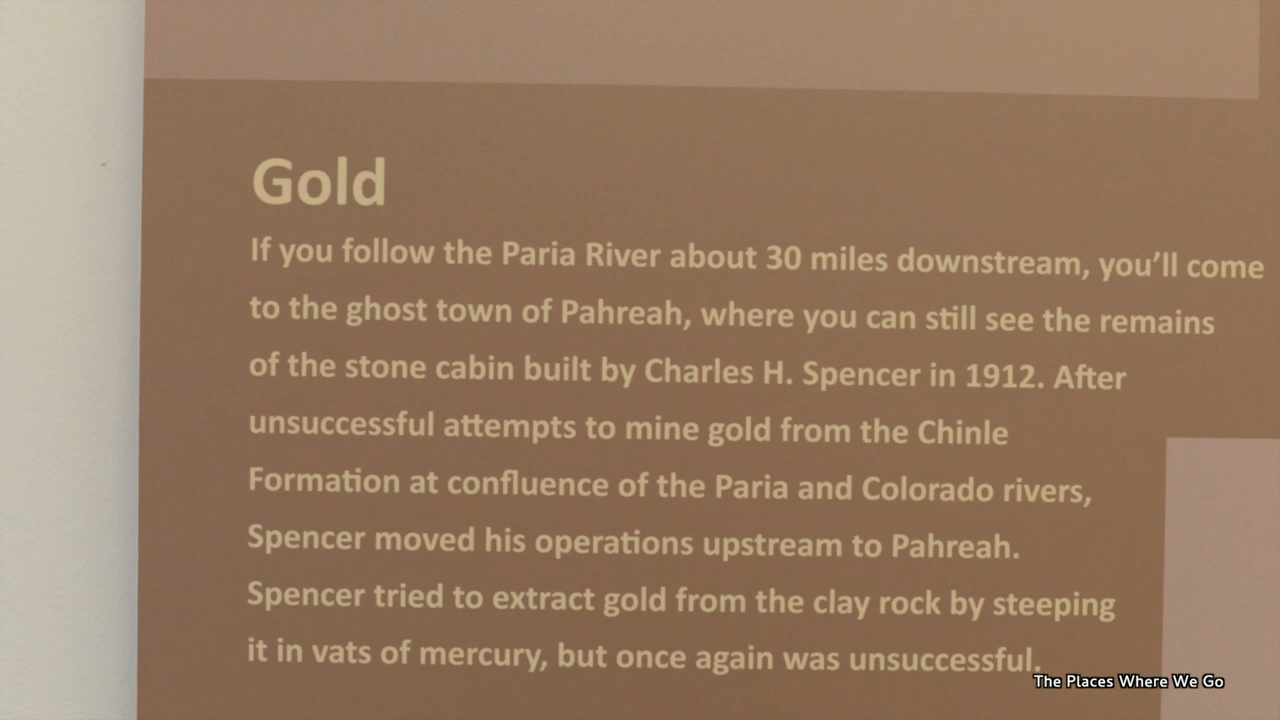 Gold
If you follow the Paria River about 30 miles downstream, you'll come
to the ghost town of Pahreah, where you can still see the remains
of the stone cabin built by Charles H. Spencer in 1912. After
unsuccessful attempts to mine gold from the Chinle
Formation at confluence of the Paria and Colorado rivers,
Spencer moved his operations upstream to Pahreah.
Spencer tried to extract gold from the clay rock by steeping
it in vats of mercury, but once again was unsuccessful.
The Places Where We Go